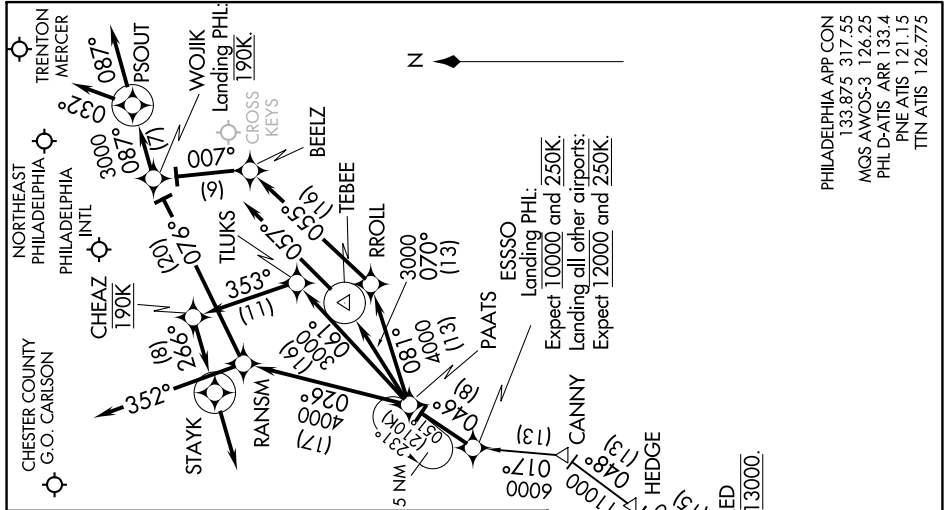 CHESTER COUNTY
G.O. CARLSON
NORTHEAST
PHILADELPHIA
PHILADELPHIA
INTL
TRENTON
MERCER
CHEAZ
190K
WOJIK
Landing PHL:
190K.
PSOUT
032°
087°
3000
087°
(7)
(20)
076°
CROSS
KEYS
007°
(9)
BEELZ
STAYK
266°
(8)
352°
RANSM
353°
(11)
TLUKS
057°
055°
(16)
TEBEE
RROLL
026°
4000
(17)
061°
3000
(16)
3000
070°
(13)
081°
4000
(13)
PAATS
231°
051°
(210K)
5 NM
046°
(8)
ESSSO
Landing PHL:
Expect 10000 and 250K.
Landing all other airports:
Expect 12000 and 250K.
017°
6000
(13)
CANNY
048°
11000
(13)
HEDGE
(15)
ED
13000.
N
PHILADELPHIA APP CON
133.875 317.55
MQS AWOS-3 126.25
PHL D-ATIS ARR 133.4
PNE ATIS 121.15
TTN ATIS 126.775